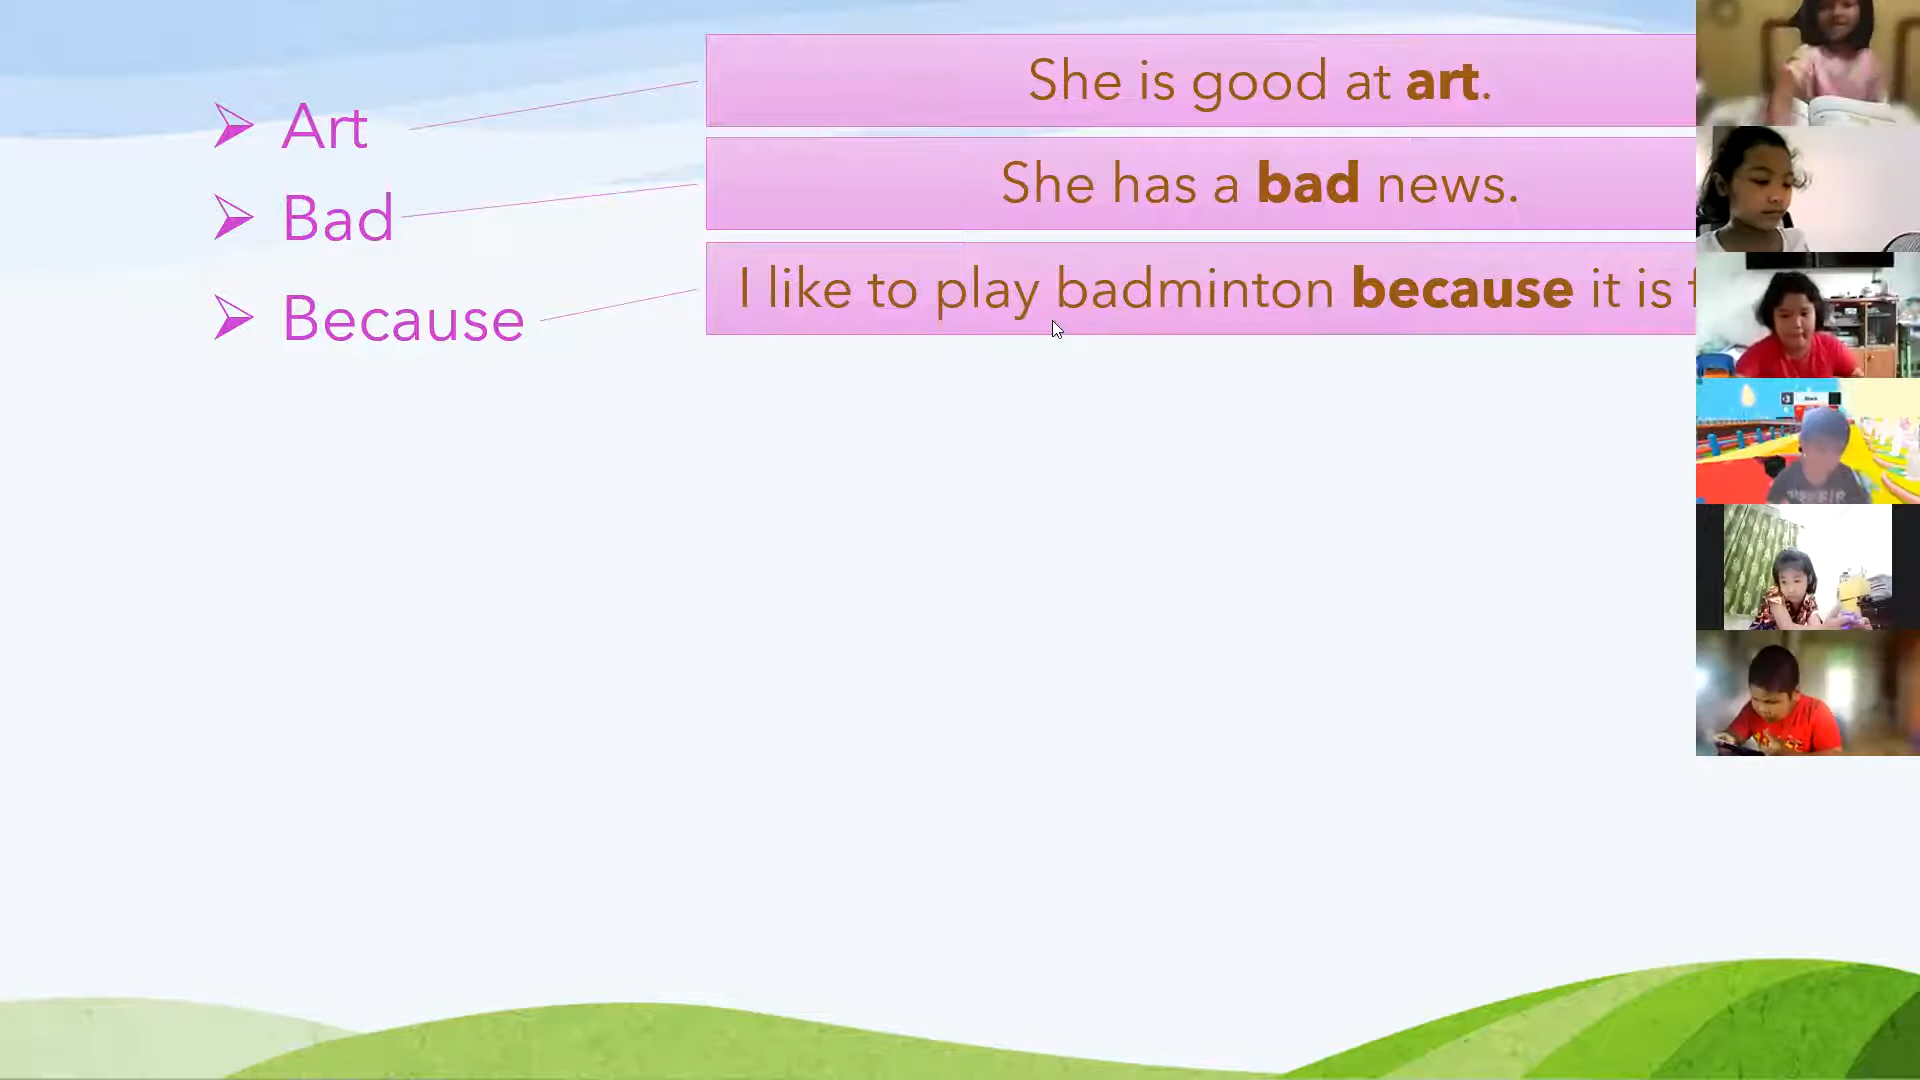 Art
She is good at art.
Bad
She has a bad news.
Because
I like to play badminton because it is